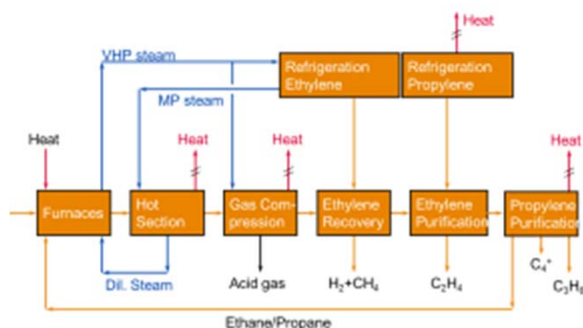 Heat
VHP steam
Refrigeration
Ethylene
Refrigeration
Propylene
MP steam
Heat
Heat
Heat
Heat
Furnaces
Hot
Section
Gas Com-
pression
Ethylene
Recovery
Ethylene
Purification
Propylene
Purification
Dil. Steam
Acid gas
H₂+CH₄
C₂H₄
C₄⁺
Ethane/Propane